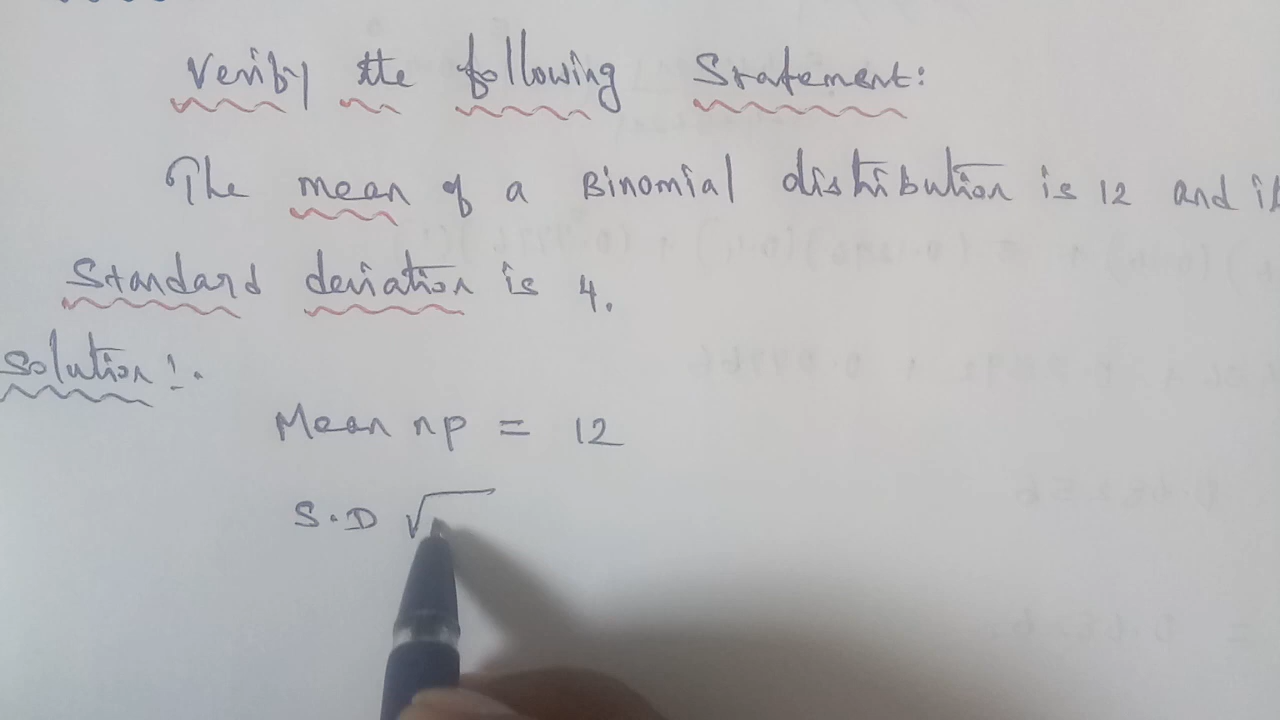 Verify the following Statement:
The mean of a Binomial distribution is 12 and
Standard deviation is 4.
Solution:.
Mean np = 12
S.D √